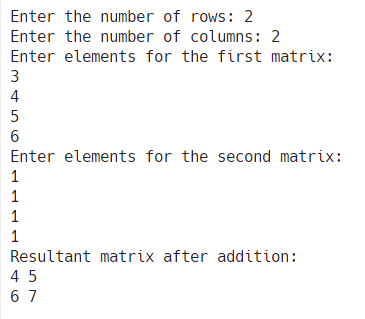 Enter the number of rows: 2
Enter the number of columns: 2
Enter elements for the first matrix:
3
4
5
6
Enter elements for the second matrix:
1
1
1
1
Resultant matrix after addition:
4 5
6 7